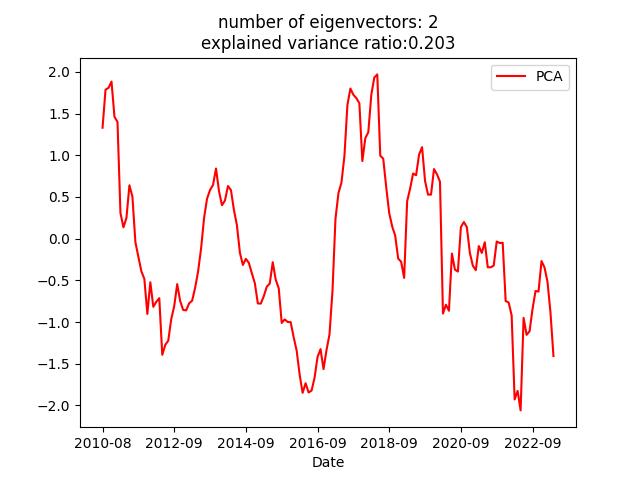 number of eigenvectors: 2
explained variance ratio:0.203
PCA
2.0
1.5
1.0
0.5
0.0
−0.5
−1.0
−1.5
−2.0
2010-08 2012-09 2014-09 2016-09 2018-09 2020-09 2022-09
Date